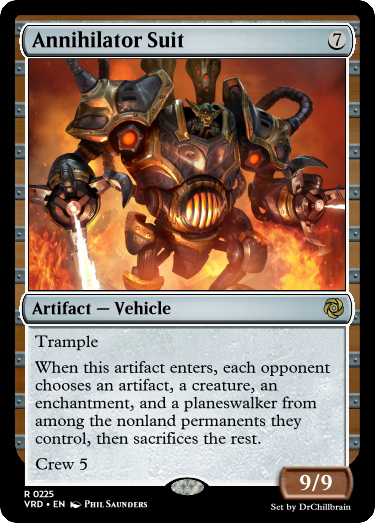 Annihilator Suit 7
Artifact — Vehicle
Trample
When this artifact enters, each opponent
chooses an artifact, a creature, an
enchantment, and a planeswalker from
among the nonland permanents they
control, then sacrifices the rest.
Crew 5
9/9
R 0225
VRD • EN Phil Saunders
Set by DrChillbrain